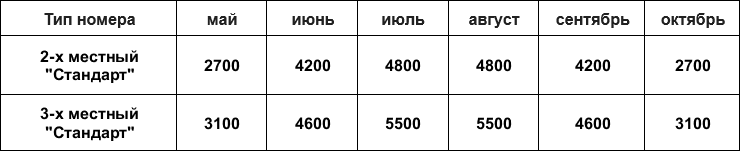 Тип номера май июнь июль август сентябрь октябрь
2-х местный
"Стандарт" 2700 4200 4800 4800 4200 2700
3-х местный
"Стандарт" 3100 4600 5500 5500 4600 3100